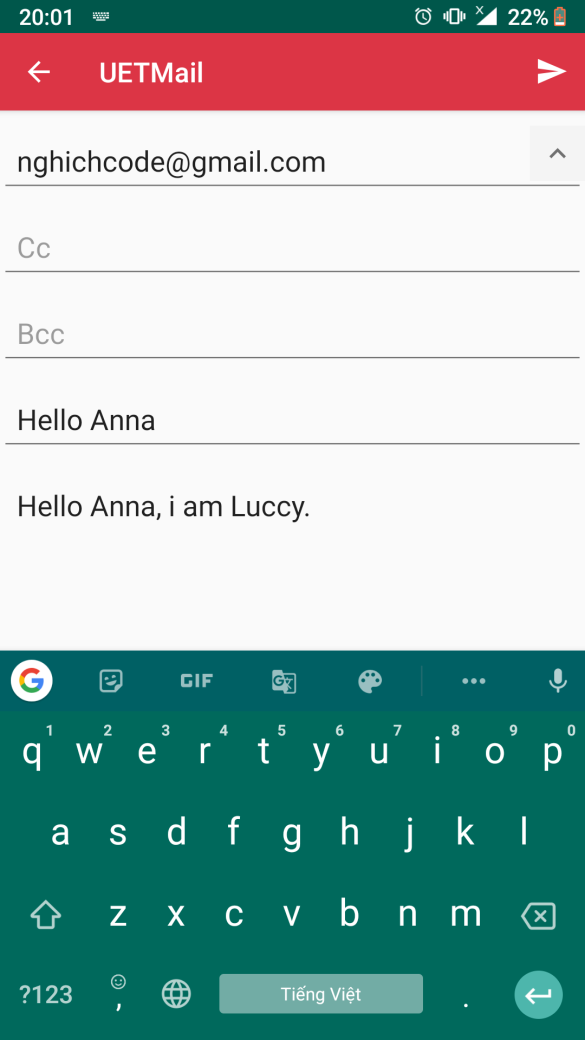 20:01 22%
UETMail
nghichcode@gmail.com
Cc
Bcc
Hello Anna
Hello Anna, i am Luccy.
G GIF G
1 2 3 4 5 6 7 8 9 0
q w e r t y u i o p
a s d f g h j k l
z x c v b n m
?123 , Tiếng Việt .